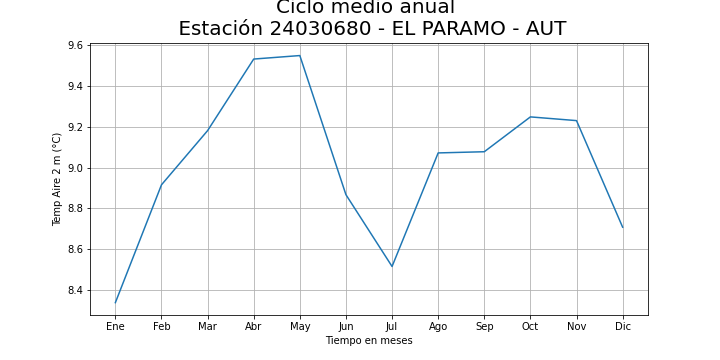 Ciclo medio anual
Estación 24030680 - EL PARAMO - AUT
9.6
9.4
9.2
9.0
8.8
8.6
8.4
Temp Aire 2 m (°C)
Ene Feb Mar Abr May Jun Jul Ago Sep Oct Nov Dic
Tiempo en meses